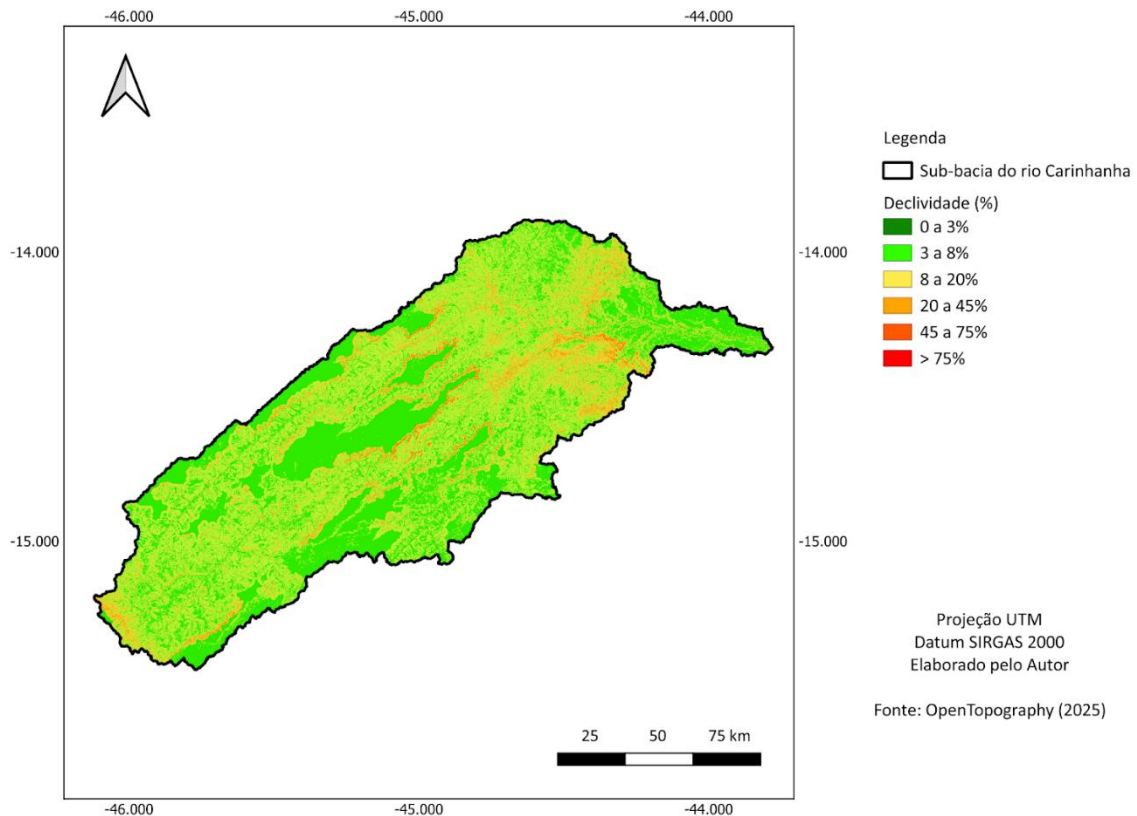 -46.000 -45.000 -44.000
Legenda
Sub-bacia do rio Carinhanha
Declividade (%)
0 a 3%
3 a 8%
8 a 20%
20 a 45%
45 a 75%
> 75%
-14.000 -14.000
-15.000 -15.000
Projeção UTM
Datum SIRGAS 2000
Elaborado pelo Autor
Fonte: OpenTopography (2025)
25 50 75 km
-46.000 -45.000 -44.000